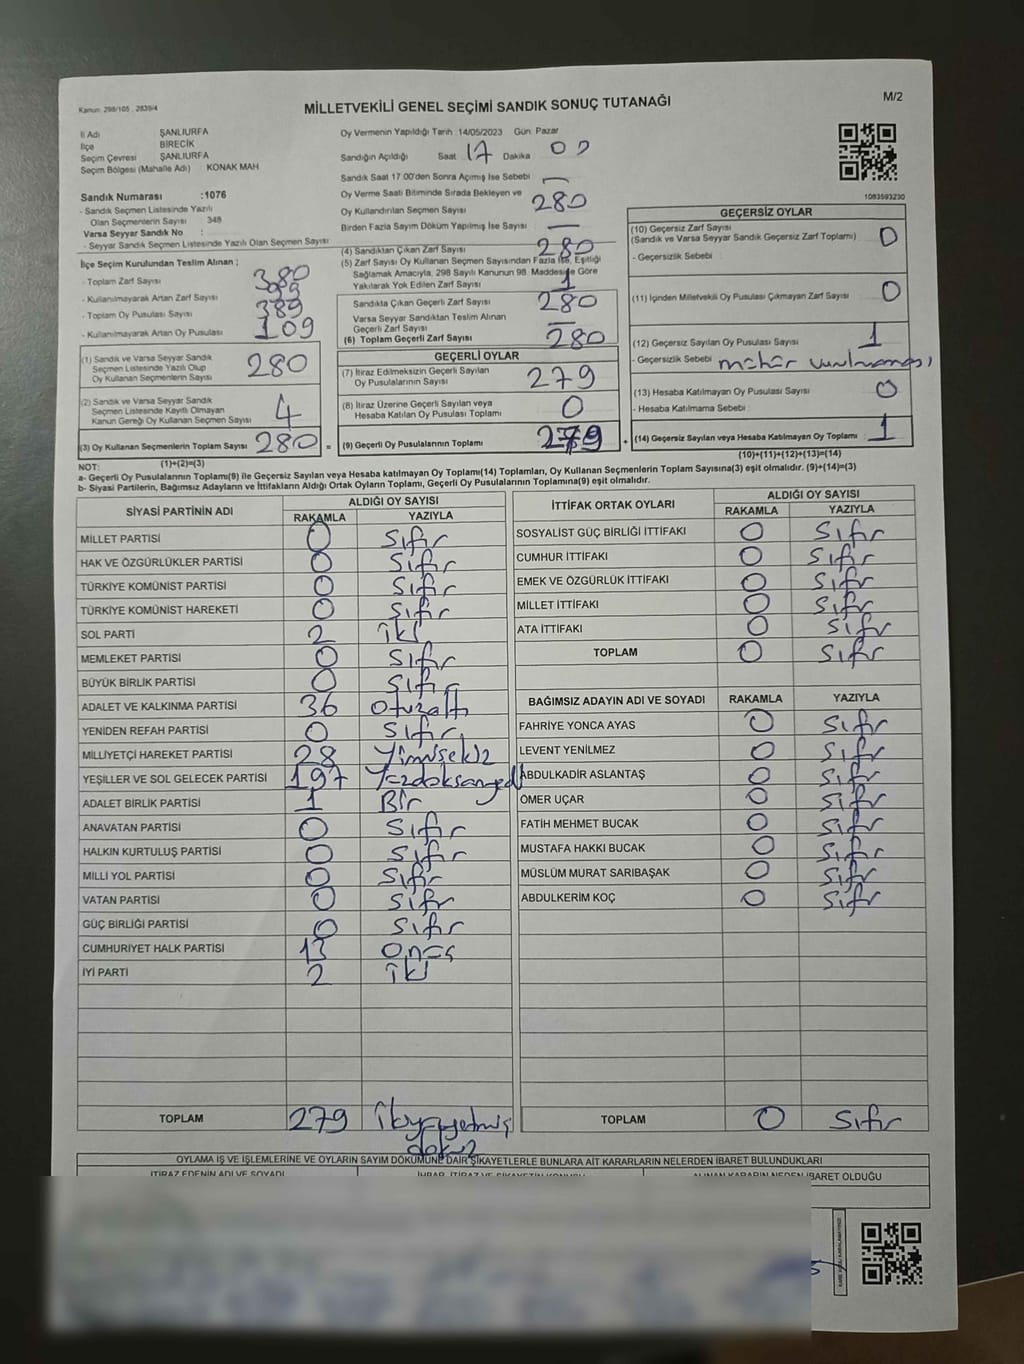 Kanun: 298/105 , 2839/4
MİLLETVEKİLİ GENEL SEÇİMİ SANDIK SONUÇ TUTANAĞI
M/2
İl Adı ŞANLIURFA
İlçe BİRECİK
Seçim Çevresi ŞANLIURFA
Seçim Bölgesi (Mahalle Adı) KONAK MAH
Sandık Numarası :1076
- Sandık Seçmen Listesinde Yazılı
Olan Seçmenlerin Sayısı 348
Varsa Seyyar Sandık No :
- Seyyar Sandık Seçmen Listesinde Yazılı Olan Seçmen Sayısı
İlçe Seçim Kurulundan Teslim Alınan ;
- Toplam Zarf Sayısı 380
- Kullanılmayarak Artan Zarf Sayısı
- Toplam Oy Pusulası Sayısı 389
- Kullanılmayarak Artan Oy Pusulası 109
(1) Sandık ve Varsa Seyyar Sandık
Seçmen Listesinde Yazılı Olup
Oy Kullanan Seçmenlerin Sayısı 280
(2) Sandık ve Varsa Seyyar Sandık
Seçmen Listesinde Kayıtlı Olmayan
Kanun Gereği Oy Kullanan Seçmen Sayısı 4
(3) Oy Kullanan Seçmenlerin Toplam Sayısı 280 =
(1)+(2)=(3)
Oy Vermenin Yapıldığı Tarih :14/05/2023 Gün: Pazar
Sandığın Açıldığı Saat 17 Dakika 00
Sandık Saat 17:00'den Sonra Açılmış İse Sebebi —
Oy Verme Saati Bitiminde Sırada Bekleyen ve
Oy Kullandırılan Seçmen Sayısı 280
Birden Fazla Sayım Döküm Yapılmış İse Sayısı —
(4) Sandıktan Çıkan Zarf Sayısı 280
(5) Zarf Sayısı Oy Kullanan Seçmen Sayısından Fazla İse, Eşitliği
Sağlamak Amacıyla, 298 Sayılı Kanunun 98. Maddesine Göre
Yakılarak Yok Edilen Zarf Sayısı 1
Sandıkta Çıkan Geçerli Zarf Sayısı 280
Varsa Seyyar Sandıktan Teslim Alınan
Geçerli Zarf Sayısı —
(6) Toplam Geçerli Zarf Sayısı 280
GEÇERLİ OYLAR
(7) İtiraz Edilmeksizin Geçerli Sayılan
Oy Pusulalarının Sayısı 279
(8) İtiraz Üzerine Geçerli Sayılan veya
Hesaba Katılan Oy Pusulası Toplamı 0
(9) Geçerli Oy Pusulalarının Toplamı 279 +
1083593230
GEÇERSİZ OYLAR
(10) Geçersiz Zarf Sayısı 0
(Sandık ve Varsa Seyyar Sandık Geçersiz Zarf Toplamı)
- Geçersizlik Sebebi
(11) İçinden Milletvekili Oy Pusulası Çıkmayan Zarf Sayısı 0
(12) Geçersiz Sayılan Oy Pusulası Sayısı 1
- Geçersizlik Sebebi mühür vurulmaması
(13) Hesaba Katılmayan Oy Pusulası Sayısı 0
- Hesaba Katılmama Sebebi
(14) Geçersiz Sayılan veya Hesaba Katılmayan Oy Toplamı 1
(10)+(11)+(12)+(13)=(14)
NOT:
a- Geçerli Oy Pusulalarının Toplamı(9) ile Geçersiz Sayılan veya Hesaba katılmayan Oy Toplamı(14) Toplamları, Oy Kullanan Seçmenlerin Toplam Sayısına(3) eşit olmalıdır. (9)+(14)=(3)
b- Siyasi Partilerin, Bağımsız Adayların ve İttifakların Aldığı Ortak Oyların Toplamı, Geçerli Oy Pusulalarının Toplamına(9) eşit olmalıdır.
SİYASİ PARTİNİN ADI ALDIĞI OY SAYISI
RAKAMLA YAZIYLA
MİLLET PARTİSİ 0 Sıfır
HAK VE ÖZGÜRLÜKLER PARTİSİ 0 Sıfır
TÜRKİYE KOMÜNİST PARTİSİ 0 Sıfır
TÜRKİYE KOMÜNİST HAREKETİ 0 Sıfır
SOL PARTİ 2 İki
MEMLEKET PARTİSİ 0 Sıfır
BÜYÜK BİRLİK PARTİSİ 0 Sıfır
ADALET VE KALKINMA PARTİSİ 36 Otuzaltı
YENİDEN REFAH PARTİSİ 0 Sıfır
MİLLİYETÇİ HAREKET PARTİSİ 28 Yirmisekiz
YEŞİLLER VE SOL GELECEK PARTİSİ 197 Yüzdoksanyedi
ADALET BİRLİK PARTİSİ 1 Bir
ANAVATAN PARTİSİ 0 Sıfır
HALKIN KURTULUŞ PARTİSİ 0 Sıfır
MİLLİ YOL PARTİSİ 0 Sıfır
VATAN PARTİSİ 0 Sıfır
GÜÇ BİRLİĞİ PARTİSİ 0 Sıfır
CUMHURİYET HALK PARTİSİ 13 Onüç
İYİ PARTİ 2 İki
TOPLAM 279 İkiyüzyetmiş
dokuz
İTTİFAK ORTAK OYLARI ALDIĞI OY SAYISI
RAKAMLA YAZIYLA
SOSYALİST GÜÇ BİRLİĞİ İTTİFAKI 0 Sıfır
CUMHUR İTTİFAKI 0 Sıfır
EMEK VE ÖZGÜRLÜK İTTİFAKI 0 Sıfır
MİLLET İTTİFAKI 0 Sıfır
ATA İTTİFAKI 0 Sıfır
TOPLAM 0 Sıfır
BAĞIMSIZ ADAYIN ADI VE SOYADI RAKAMLA YAZIYLA
FAHRİYE YONCA AYAS 0 Sıfır
LEVENT YENİLMEZ 0 Sıfır
ABDULKADİR ASLANTAŞ 0 Sıfır
ÖMER UÇAR 0 Sıfır
FATİH MEHMET BUCAK 0 Sıfır
MUSTAFA HAKKI BUCAK 0 Sıfır
MÜSLÜM MURAT SARIBAŞAK 0 Sıfır
ABDULKERİM KOÇ 0 Sıfır
TOPLAM 0 Sıfır
OYLAMA İŞ VE İŞLEMLERİNE VE OYLARIN SAYIM DÖKÜMÜNE DAİR ŞİKAYETLERLE BUNLARA AİT KARARLARIN NELERDEN İBARET BULUNDUKLARI
İTİRAZ EDENİN ADI VE SOYADI İHBAR, İTİRAZ VE ŞİKAYETİN KONUSU ALINAN KARARIN NEDEN İBARET OLDUĞU